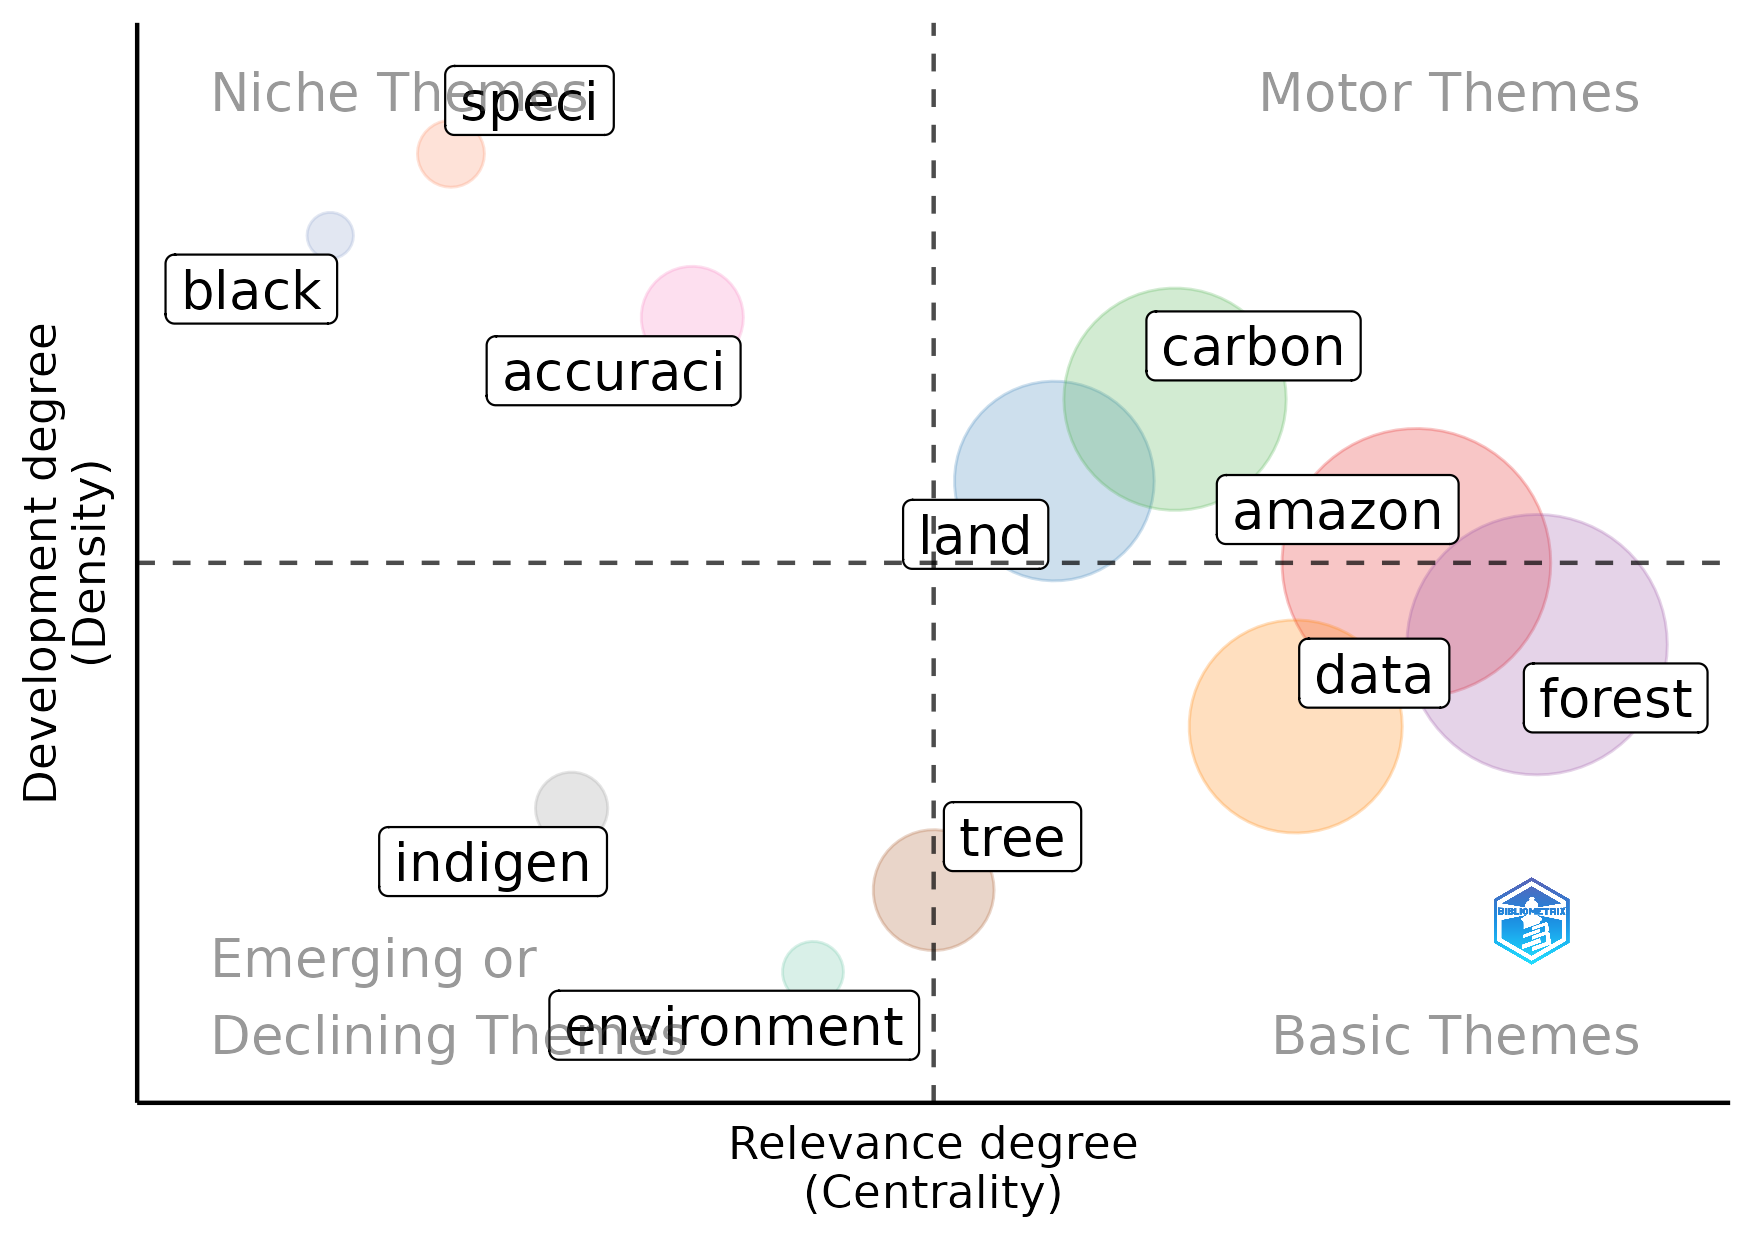 Niche Themes
speci
Motor Themes
black
accuraci
carbon
land
amazon
data
forest
tree
indigen
Emerging or
Declining Themes
environment
BIBLIOMETRIX
Basic Themes
Development degree
(Density)
Relevance degree
(Centrality)